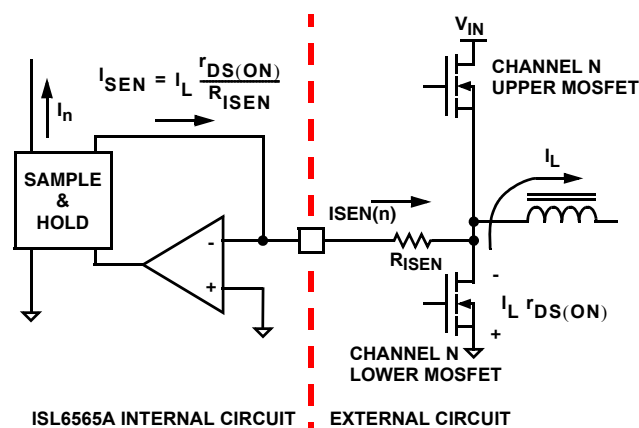 V_IN
I_SEN = I_L r_DS(ON) / R_ISEN
I_n
CHANNEL N
UPPER MOSFET
I_L
SAMPLE
&
HOLD
ISEN(n)
-
+
R_ISEN
-
I_L r_DS(ON)
+
CHANNEL N
LOWER MOSFET
ISL6565A INTERNAL CIRCUIT
EXTERNAL CIRCUIT